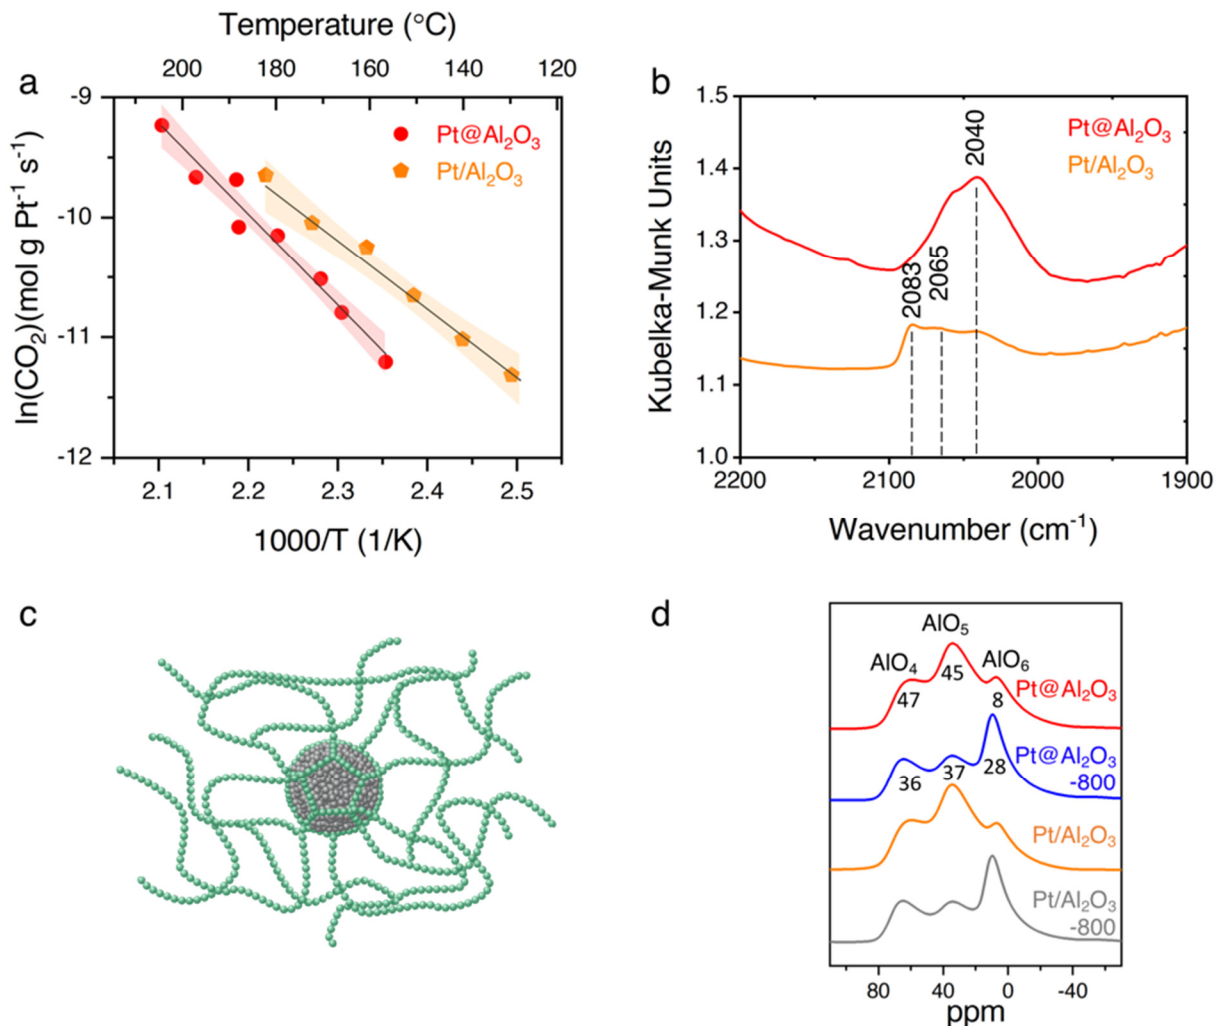 a
Temperature (°C)
200 180 160 140 120
-9
-10
-11
-12
ln(CO₂)(mol g Pt⁻¹ s⁻¹)
Pt@Al₂O₃
Pt/Al₂O₃
2.1 2.2 2.3 2.4 2.5
1000/T (1/K)
b
1.5
1.4
1.3
1.2
1.1
1.0
Kubelka-Munk Units
Pt@Al₂O₃
Pt/Al₂O₃
2083
2065
2040
2200 2100 2000 1900
Wavenumber (cm⁻¹)
c
d
AlO₅
AlO₄
AlO₆
47 45 8
Pt@Al₂O₃
Pt@Al₂O₃
-800
36 37 28
Pt/Al₂O₃
Pt/Al₂O₃
-800
80 40 0 -40
ppm